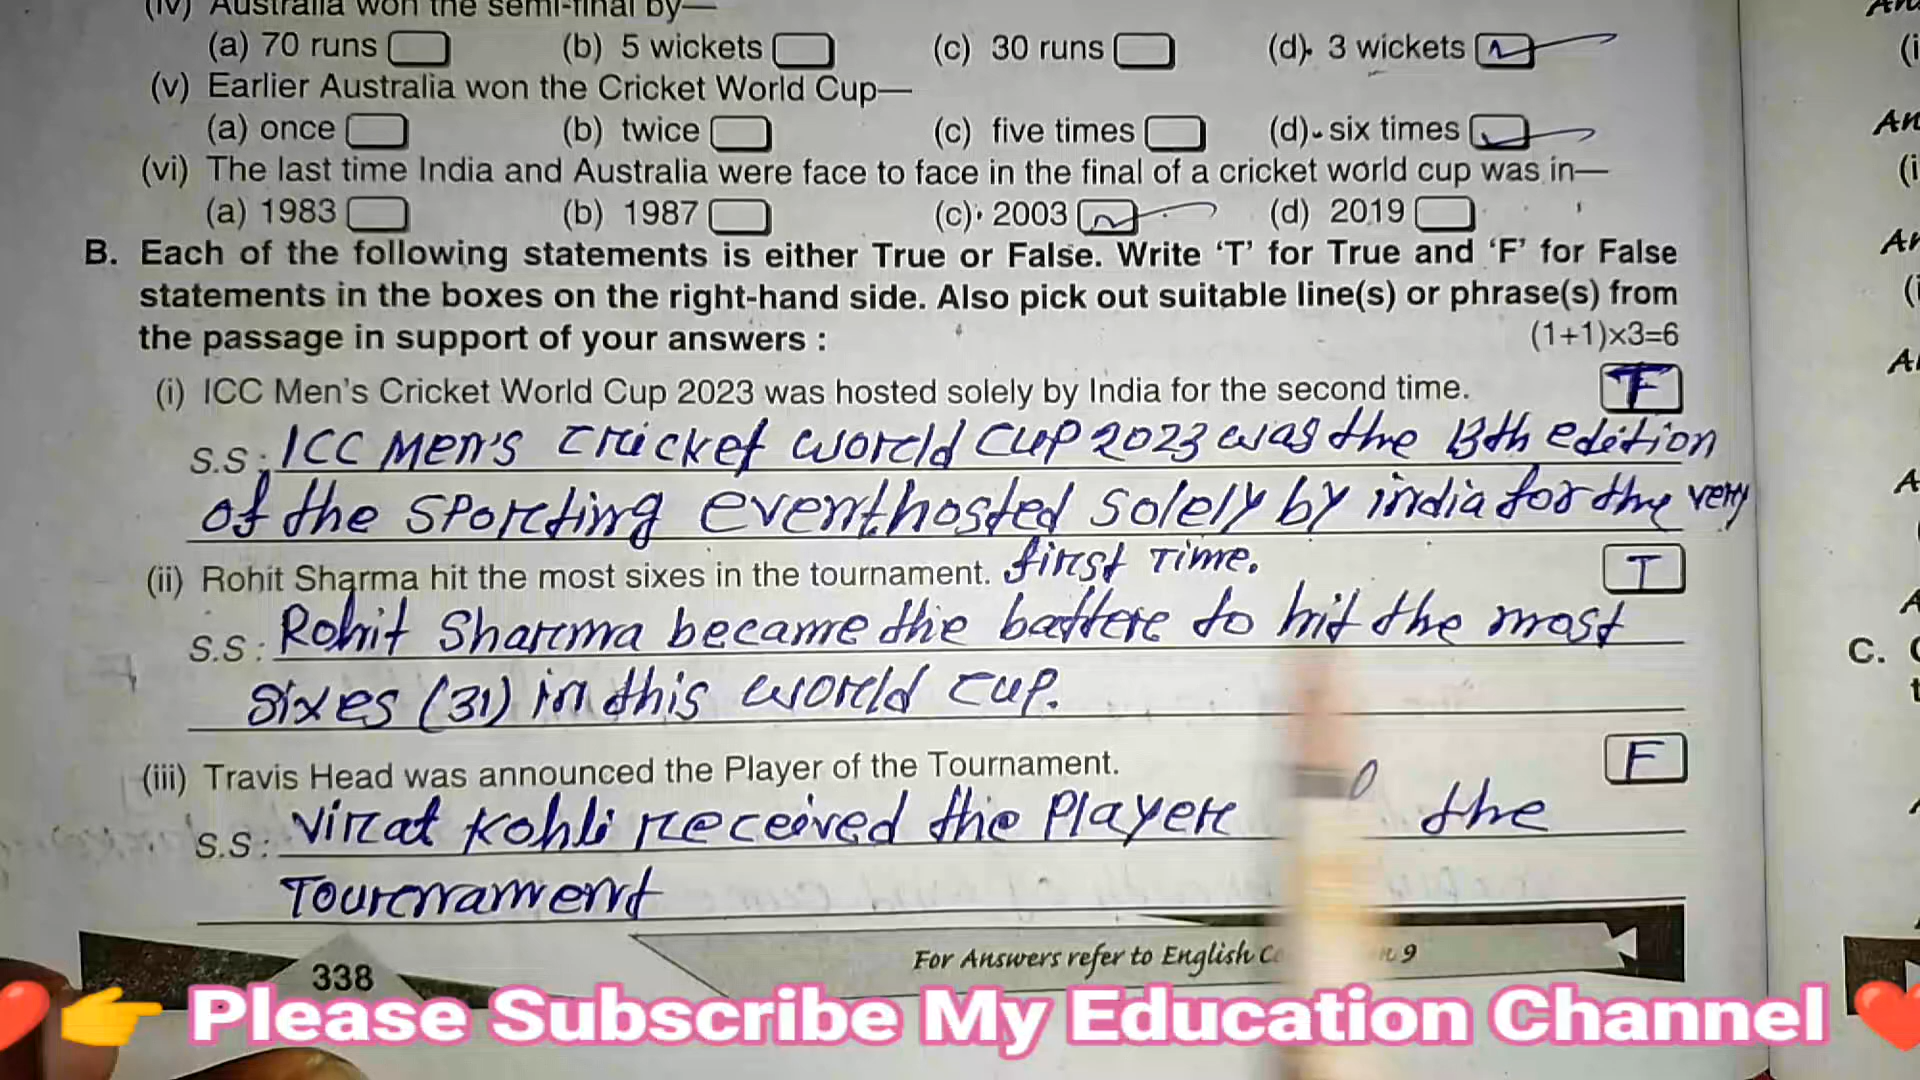 (iv) Australia won the semi-final by—
(a) 70 runs (b) 5 wickets (c) 30 runs (d) 3 wickets
(v) Earlier Australia won the Cricket World Cup—
(a) once (b) twice (c) five times (d) six times
(vi) The last time India and Australia were face to face in the final of a cricket world cup was in—
(a) 1983 (b) 1987 (c) 2003 (d) 2019
B. Each of the following statements is either True or False. Write ‘T’ for True and ‘F’ for False
statements in the boxes on the right-hand side. Also pick out suitable line(s) or phrase(s) from
the passage in support of your answers :
(1+1)×3=6
(i) ICC Men's Cricket World Cup 2023 was hosted solely by India for the second time. F
S.S : ICC Men's Cricket World Cup 2023 was the 13th edition
of the sporting event hosted solely by india for the very
first Time.
(ii) Rohit Sharma hit the most sixes in the tournament. T
S.S : Rohit Sharma became the batter to hit the most
sixes (31) in this world cup.
(iii) Travis Head was announced the Player of the Tournament. F
S.S : Virat Kohli received the Player the
Tournament
For Answers refer to English 9
338
Please Subscribe My Education Channel
An
(i
An
(i
An
(i
A
A
A
C.
t